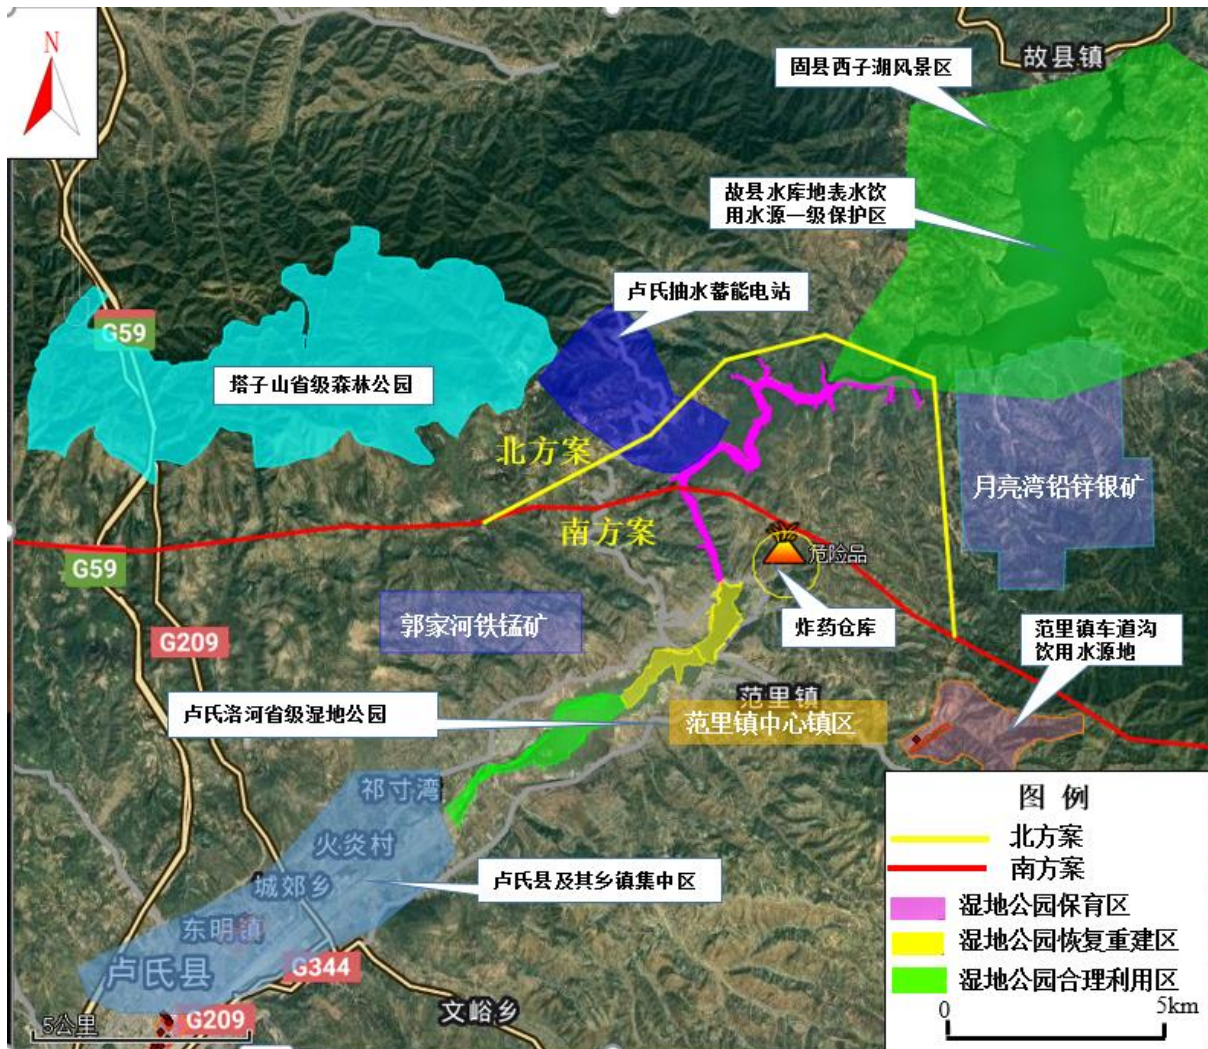 N
故县镇
固县西子湖风景区
故县水库地表水饮
用水源一级保护区
卢氏抽水蓄能电站
G59
塔子山省级森林公园
北方案
月亮湾铅锌银矿
南方案
危险品
G59
炸药仓库
郭家河铁锰矿
范里镇车道沟
饮用水源地
G209
范里镇
卢氏洛河省级湿地公园
范里镇中心镇区
祁寸湾
图 例
火炎村
北方案
南方案
卢氏县及其乡镇集中区
城郊乡
湿地公园保育区
东明镇
湿地公园恢复重建区
卢氏县
G344
湿地公园合理利用区
文峪乡
0
5km
G209
5公里